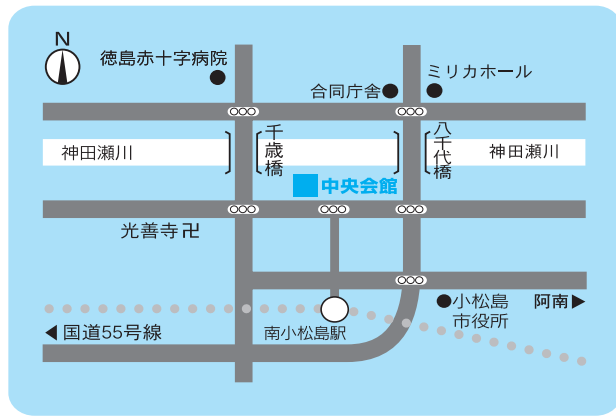 N
徳島赤十字病院
ミリカホール
合同庁舎
神田瀬川
千歳橋
八千代橋
神田瀬川
中央会館
光善寺卍
小松島
市役所
阿南▶
◀国道55号線
南小松島駅